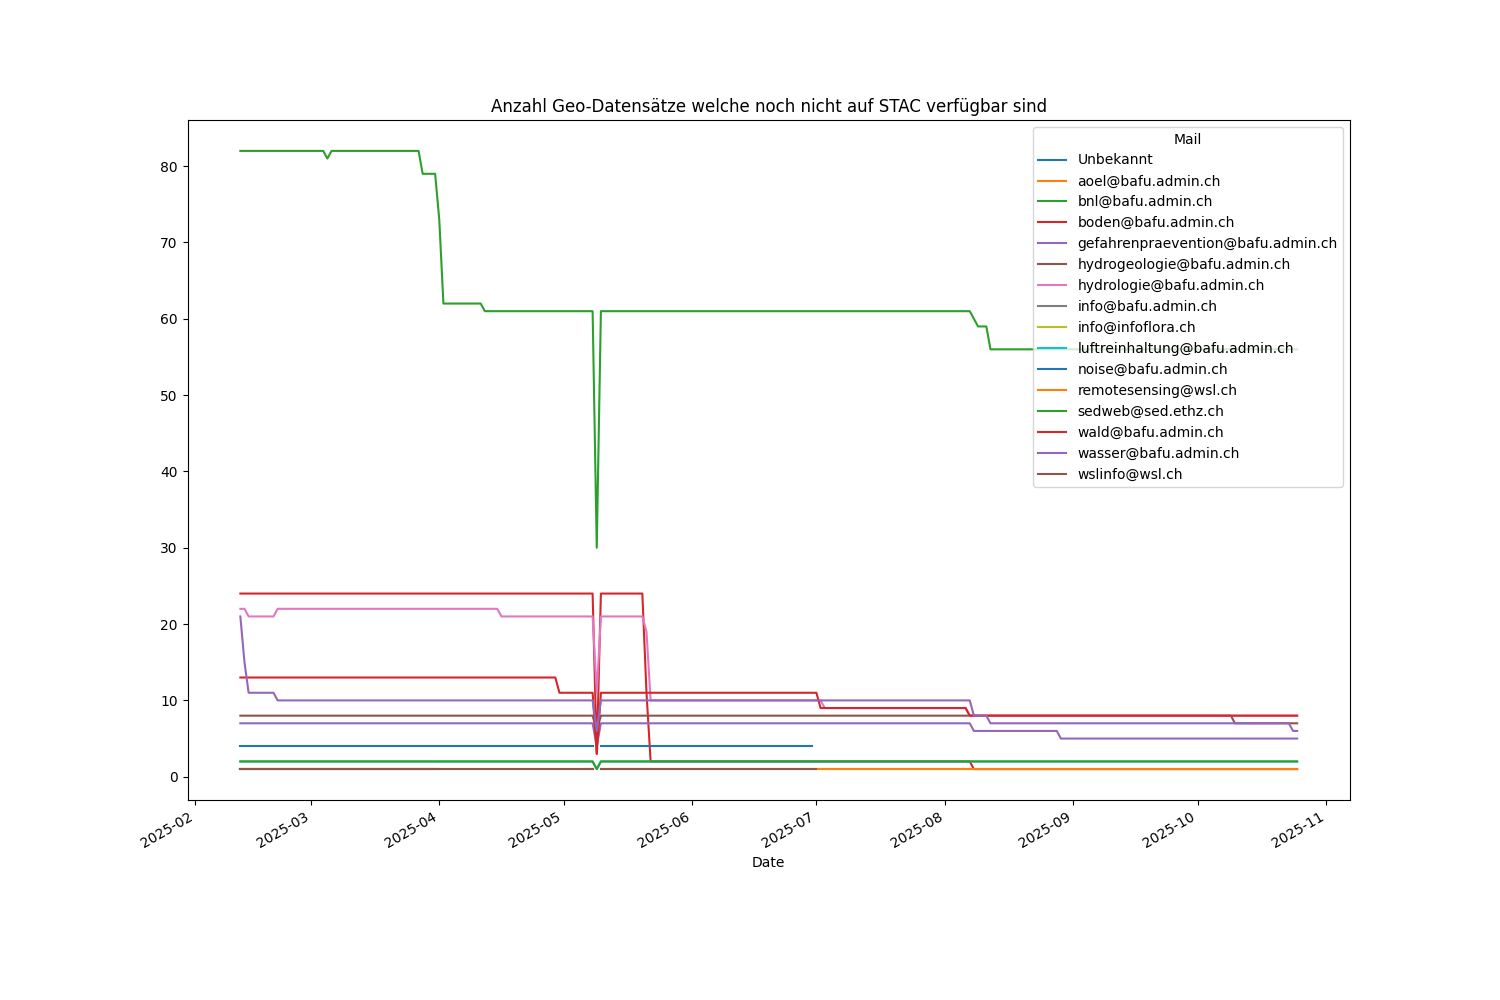 Anzahl Geo-Datensätze welche noch nicht auf STAC verfügbar sind
Mail
Unbekannt
aoel@bafu.admin.ch
bnl@bafu.admin.ch
boden@bafu.admin.ch
gefahrenpraevention@bafu.admin.ch
hydrogeologie@bafu.admin.ch
hydrologie@bafu.admin.ch
info@bafu.admin.ch
info@infoflora.ch
luftreinhaltung@bafu.admin.ch
noise@bafu.admin.ch
remotesensing@wsl.ch
sedweb@sed.ethz.ch
wald@bafu.admin.ch
wasser@bafu.admin.ch
wslinfo@wsl.ch
80
70
60
50
40
30
20
10
0
2025-02
2025-03
2025-04
2025-05
2025-06
2025-07
2025-08
2025-09
2025-10
2025-11
Date